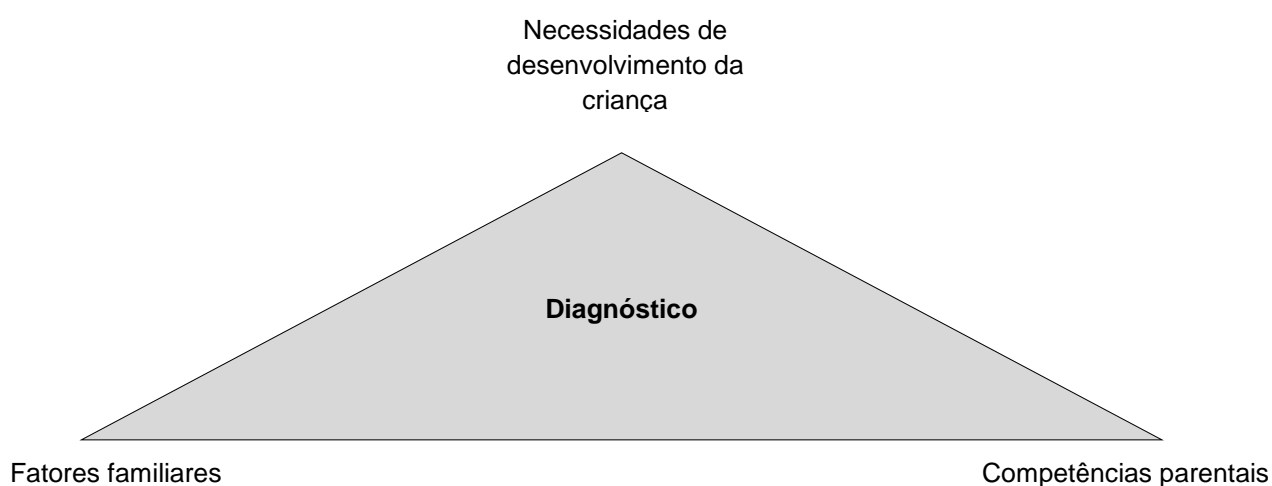 Necessidades de
desenvolvimento da
criança
Diagnóstico
Fatores familiares
Competências parentais